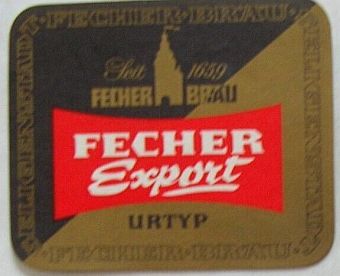 FECHER-BRÄU
Seit 1659
FECHER BRÄU
FECHER
Export
URTYP
FECHER-BRÄU